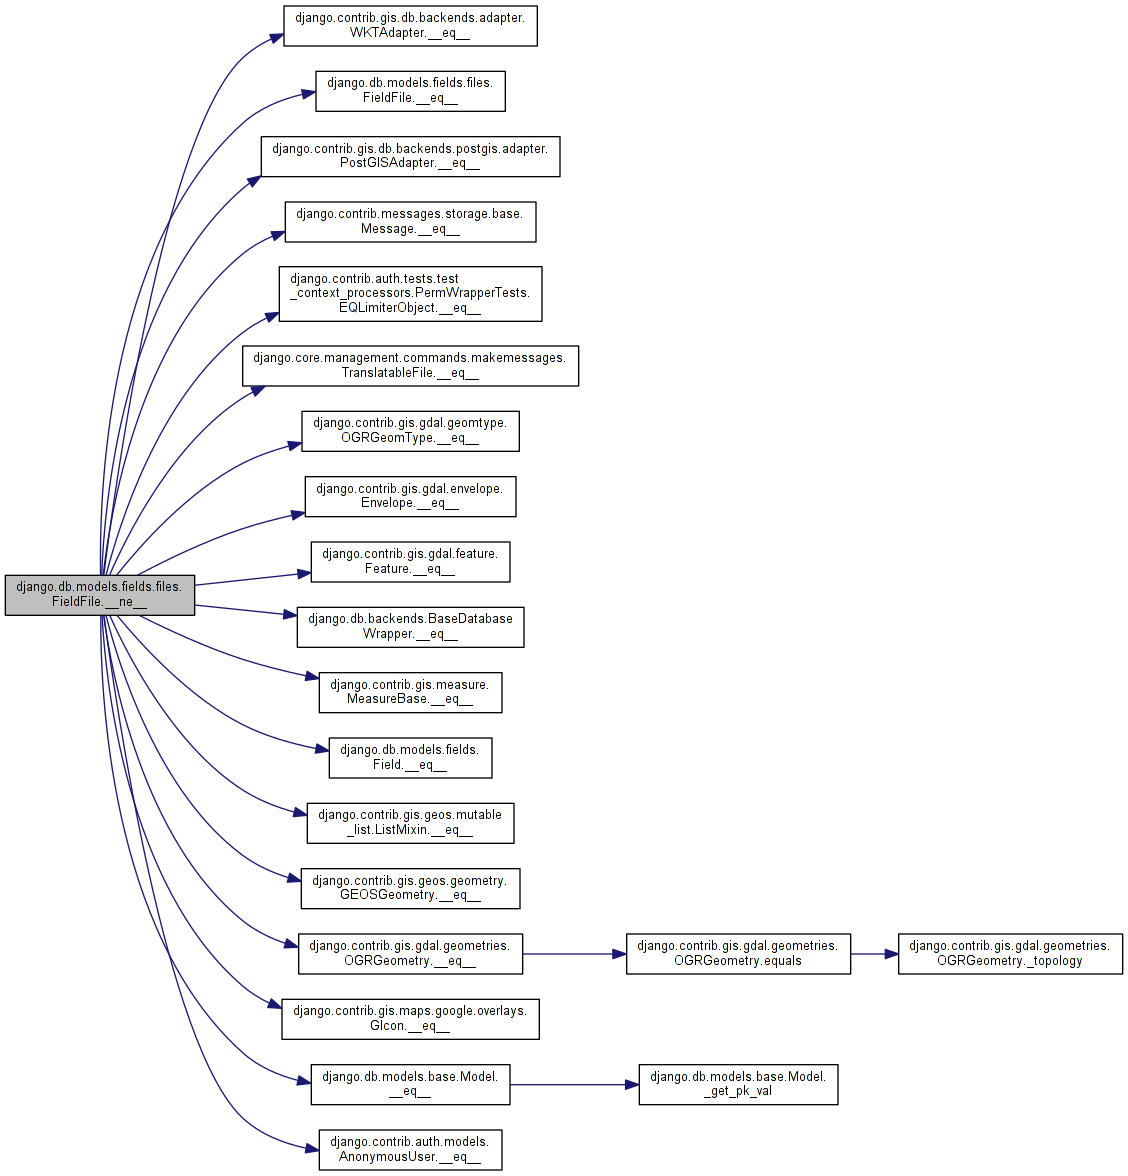 django.contrib.gis.db.backends.adapter.
WKTAdapter.__eq__
django.db.models.fields.files.
FieldFile.__eq__
django.contrib.gis.db.backends.postgis.adapter.
PostGISAdapter.__eq__
django.contrib.messages.storage.base.
Message.__eq__
django.contrib.auth.tests.test
_context_processors.PermWrapperTests.
EQLimiterObject.__eq__
django.core.management.commands.makemessages.
TranslatableFile.__eq__
django.contrib.gis.gdal.geomtype.
OGRGeomType.__eq__
django.contrib.gis.gdal.envelope.
Envelope.__eq__
django.contrib.gis.gdal.feature.
Feature.__eq__
django.db.models.fields.files.
FieldFile.__ne__
django.db.backends.BaseDatabase
Wrapper.__eq__
django.contrib.gis.measure.
MeasureBase.__eq__
django.db.models.fields.
Field.__eq__
django.contrib.gis.geos.mutable
_list.ListMixin.__eq__
django.contrib.gis.geos.geometry.
GEOSGeometry.__eq__
django.contrib.gis.gdal.geometries.
OGRGeometry.__eq__
django.contrib.gis.gdal.geometries.
OGRGeometry.equals
django.contrib.gis.gdal.geometries.
OGRGeometry._topology
django.contrib.gis.maps.google.overlays.
GIcon.__eq__
django.db.models.base.Model.
__eq__
django.db.models.base.Model.
_get_pk_val
django.contrib.auth.models.
AnonymousUser.__eq__